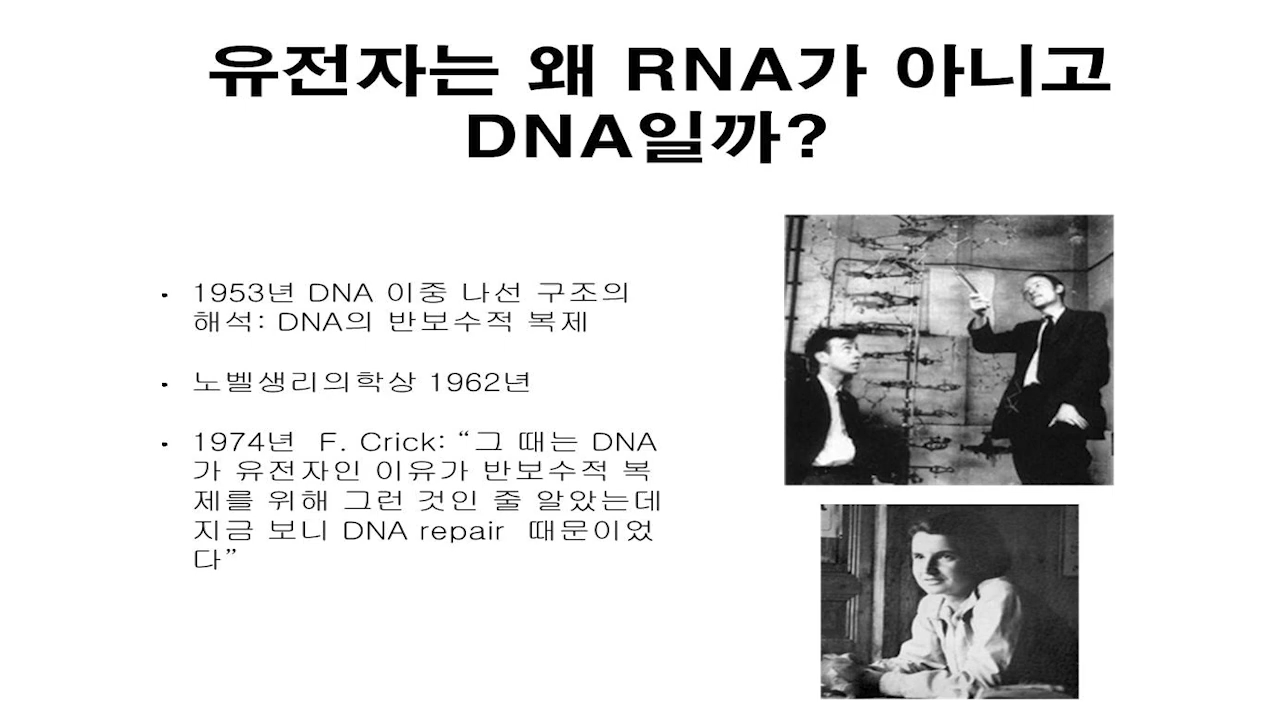 유전자는 왜 RNA가 아니고
DNA일까?
• 1953년 DNA 이중 나선 구조의
해석: DNA의 반보수적 복제
• 노벨생리의학상 1962년
• 1974년 F. Crick: “그 때는 DNA
가 유전자인 이유가 반보수적 복
제를 위해 그런 것인 줄 알았는데
지금 보니 DNA repair 때문이었
다”